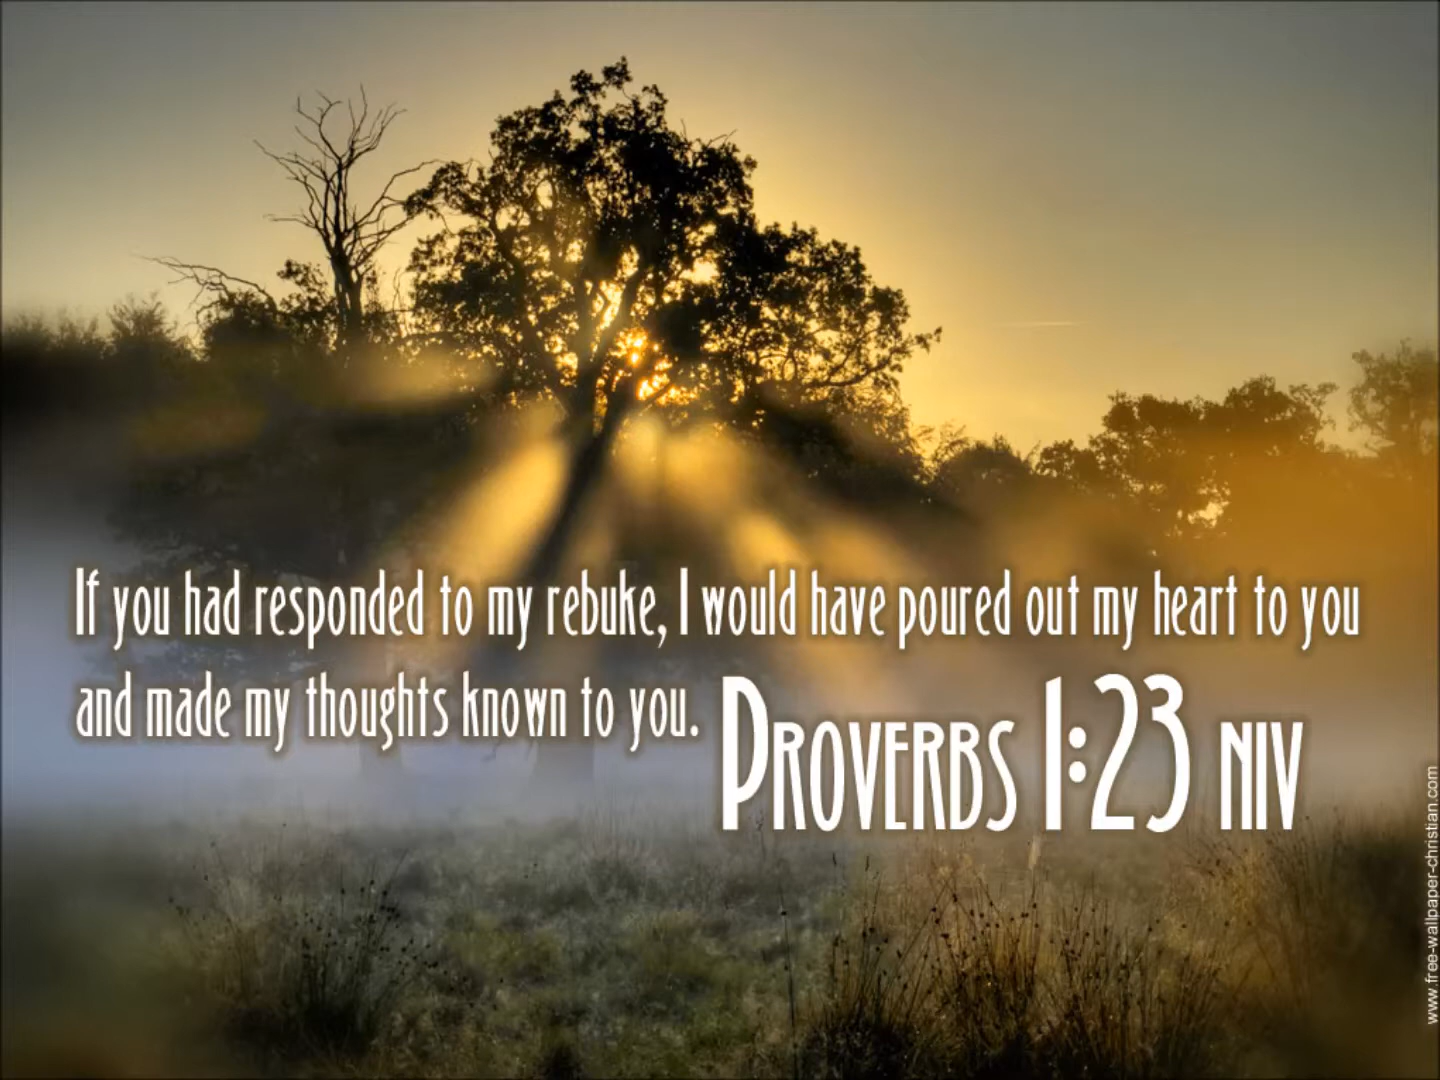 If you had responded to my rebuke, I would have poured out my heart to you
and made my thoughts known to you.
PROVERBS 1:23 NIV
www.free-wallpaper-christian.com